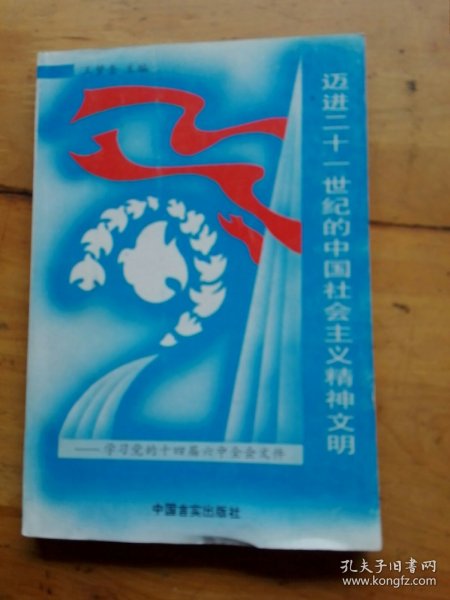 主编
迈进二十一世纪的中国社会主义精神文明
——学习党的十四届六中全会文件
中国言实出版社
孔夫子旧书网
www.kongfz.com